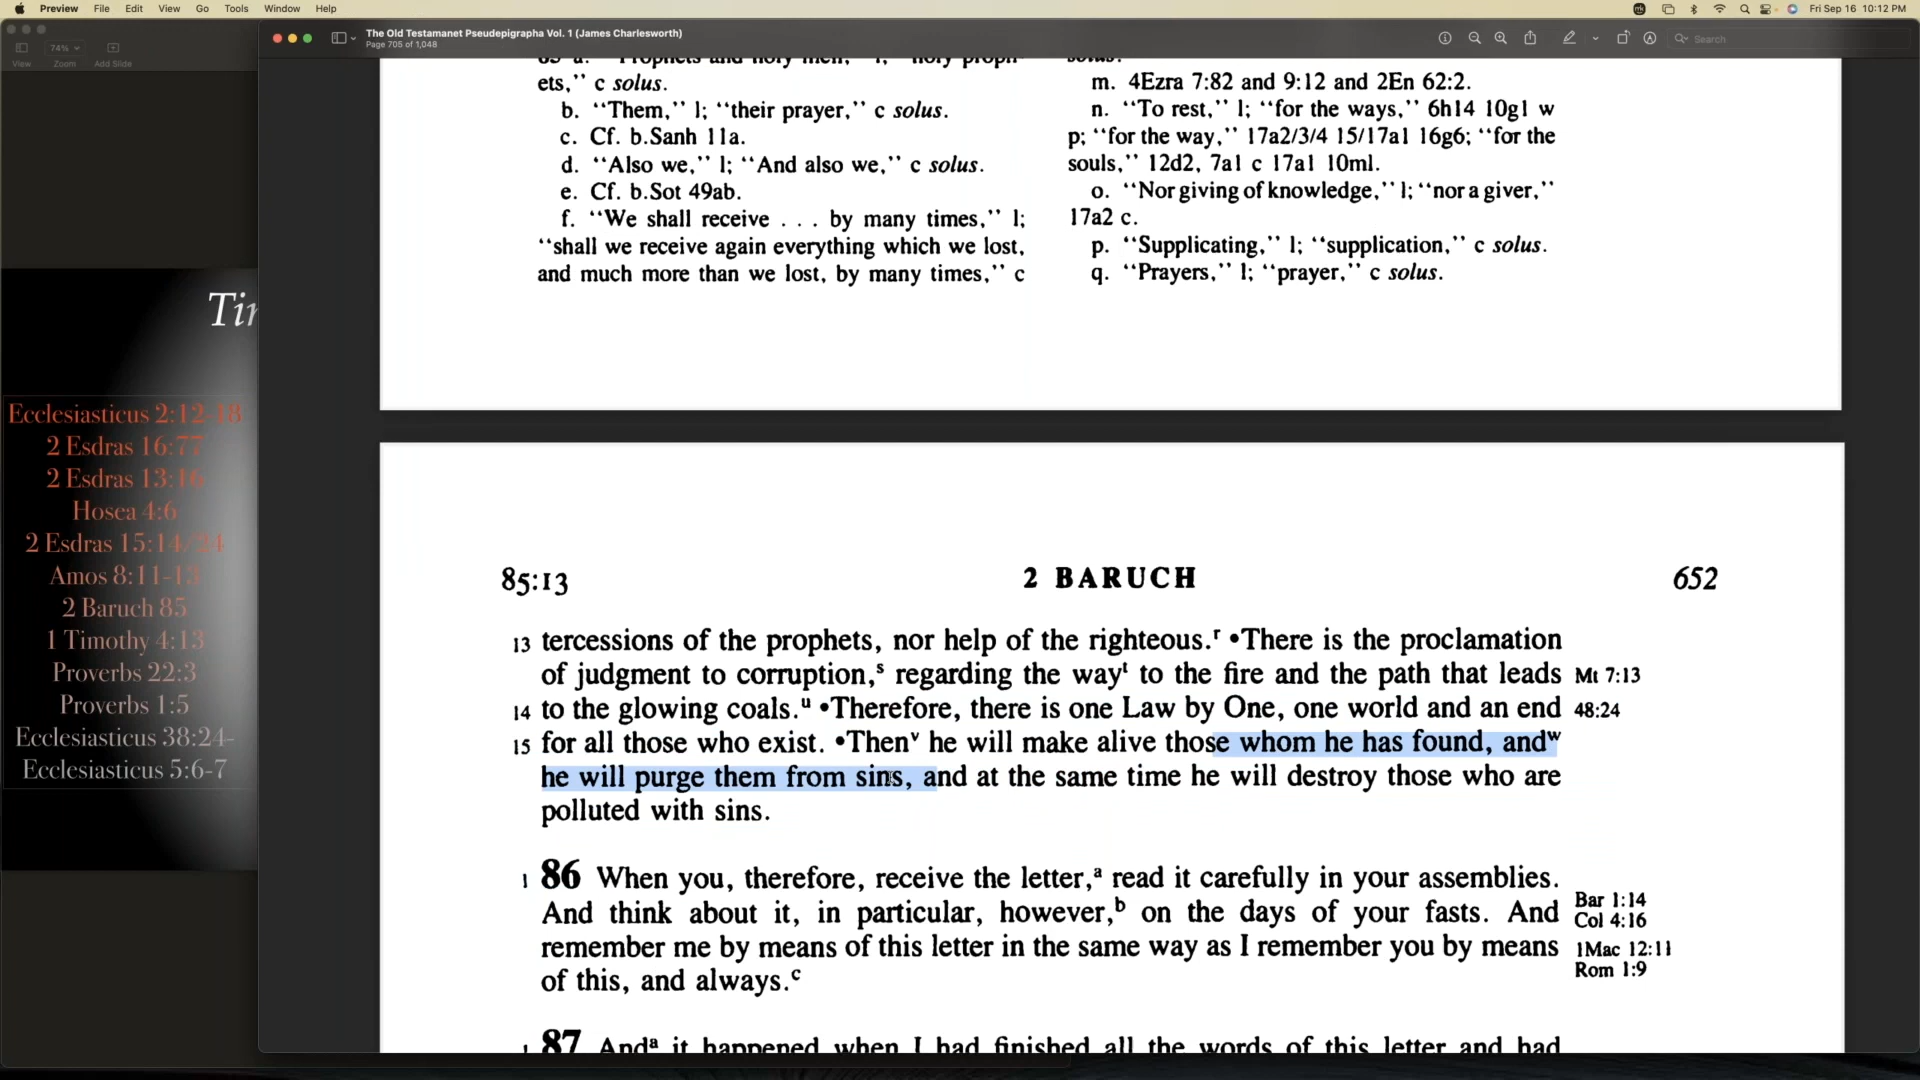 Preview File Edit View Go Tools Window Help
Fri Sep 16 10:12 PM
The Old Testamanet Pseudepigrapha Vol. 1 (James Charlesworth)
Page 705 of 1,048
Search
74%
View Zoom Add Slide
Ecclesiasticus 2:12-18
2 Esdras 16:77
2 Esdras 13:16
Hosea 4:6
2 Esdras 15:14/24
Amos 8:11-13
2 Baruch 85
1 Timothy 4:13
Proverbs 22:3
Proverbs 1:5
Ecclesiasticus 38:24-
Ecclesiasticus 5:6-7
ets,” c solus.
b. “Them,” l; “their prayer,” c solus.
c. Cf. b.Sanh 11a.
d. “Also we,” l; “And also we,” c solus.
e. Cf. b.Sot 49ab.
f. “We shall receive . . . by many times,” l;
“shall we receive again everything which we lost,
and much more than we lost, by many times,” c
m. 4Ezra 7:82 and 9:12 and 2En 62:2.
n. “To rest,” l; “for the ways,” 6h14 10g1 w
p; “for the way,” 17a2/3/4 15/17a1 16g6; “for the
souls,” 12d2, 7a1 c 17a1 10ml.
o. “Nor giving of knowledge,” l; “nor a giver,”
17a2 c.
p. “Supplicating,” l; “supplication,” c solus.
q. “Prayers,” l; “prayer,” c solus.
85:13 2 BARUCH 652
13 tercessions of the prophets, nor help of the righteous.r •There is the proclamation
of judgment to corruption,s regarding the wayt to the fire and the path that leads Mt 7:13
14 to the glowing coals.u •Therefore, there is one Law by One, one world and an end 48:24
15 for all those who exist. •Thenv he will make alive those whom he has found, andw
he will purge them from sins, and at the same time he will destroy those who are
polluted with sins.
1 86 When you, therefore, receive the letter,a read it carefully in your assemblies.
Bar 1:14
And think about it, in particular, however,b on the days of your fasts. And
Col 4:16
remember me by means of this letter in the same way as I remember you by means
1Mac 12:11
of this, and always.c
Rom 1:9
1 87 Anda it happened when I had finished all the words of this letter and had